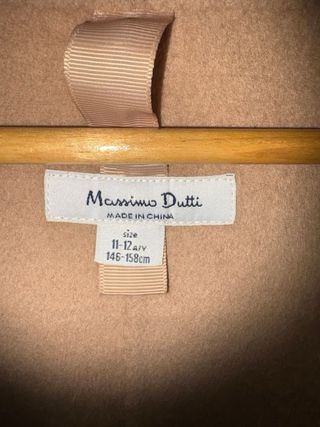 Massimo Dutti
MADE IN CHINA
size
11-12 a/y
146-158cm